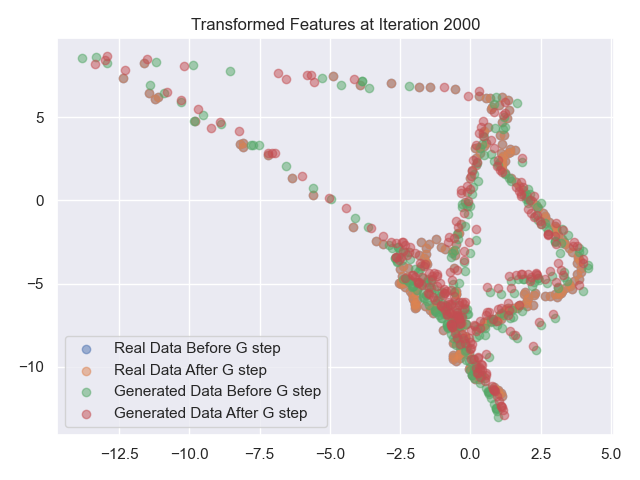 Transformed Features at Iteration 2000
5
0
−5
−10
Real Data Before G step
Real Data After G step
Generated Data Before G step
Generated Data After G step
−12.5 −10.0 −7.5 −5.0 −2.5 0.0 2.5 5.0